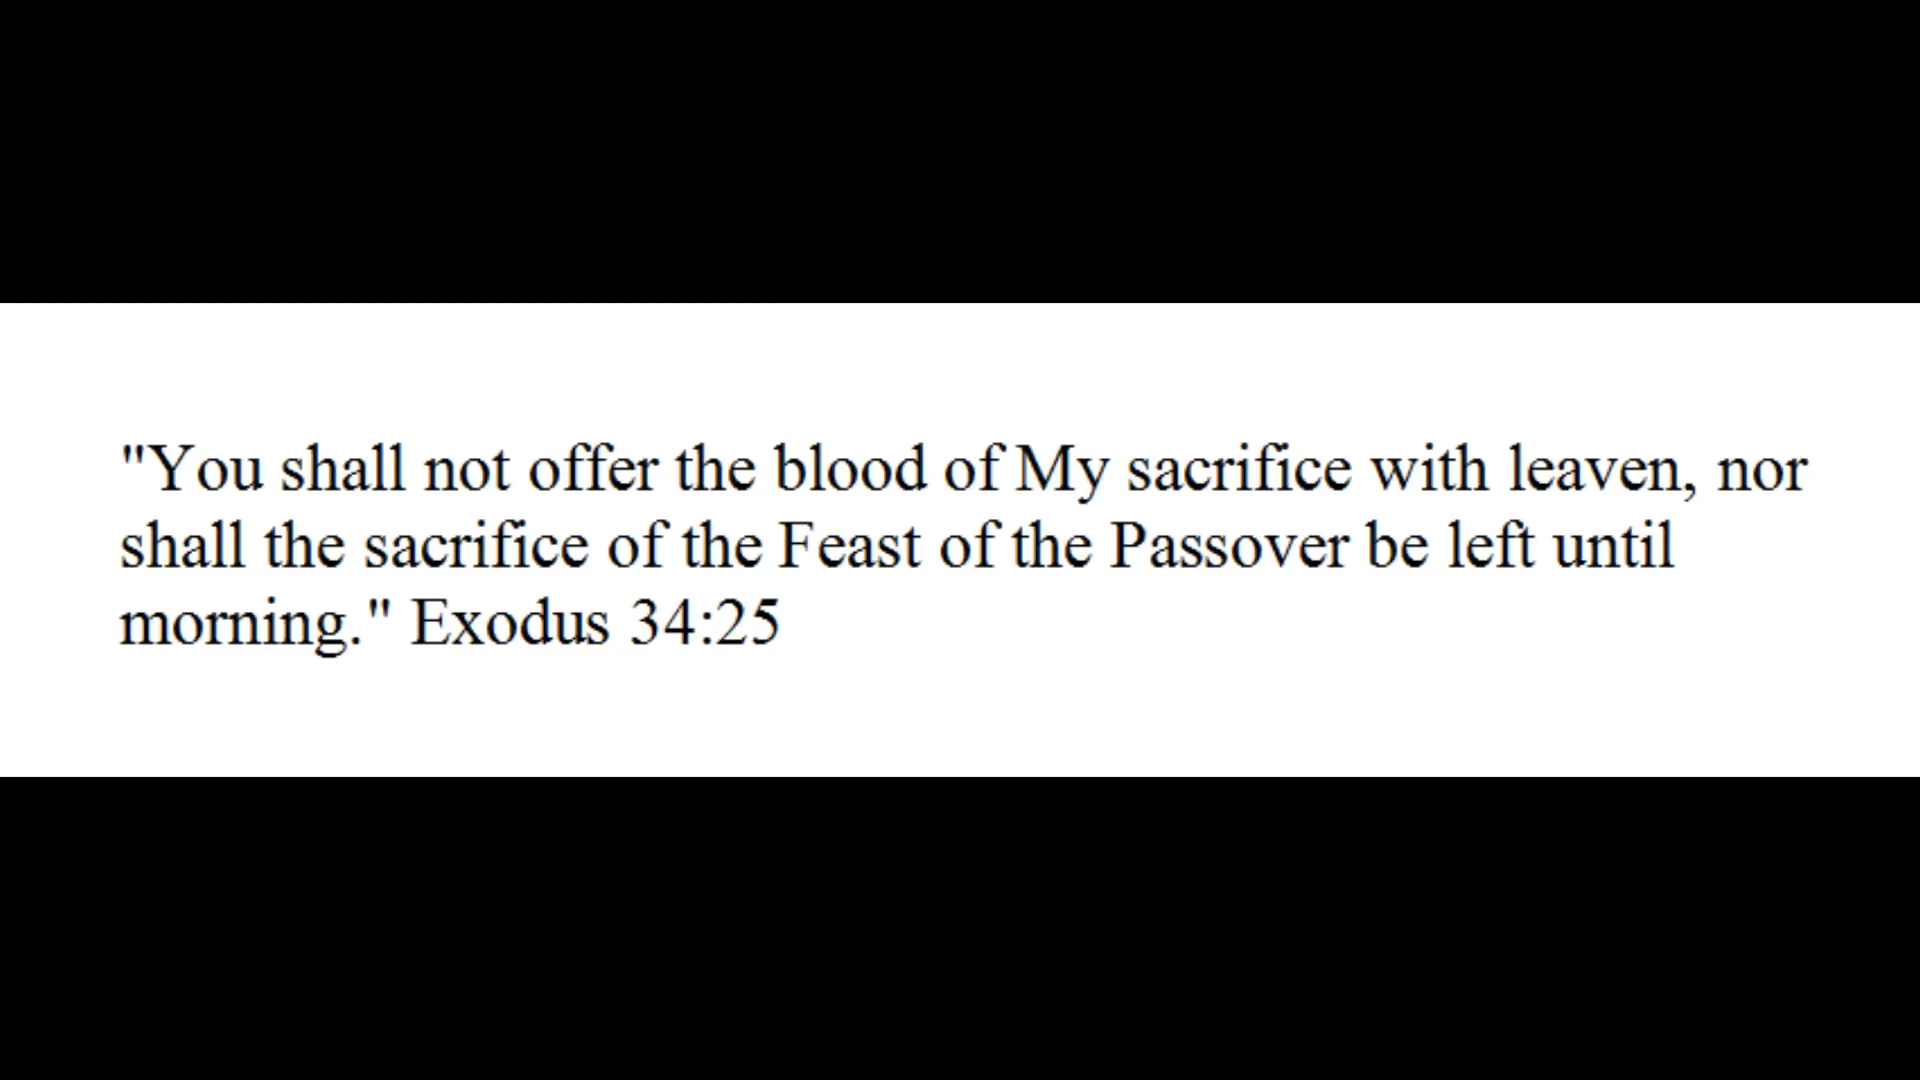 "You shall not offer the blood of My sacrifice with leaven, nor
shall the sacrifice of the Feast of the Passover be left until
morning." Exodus 34:25